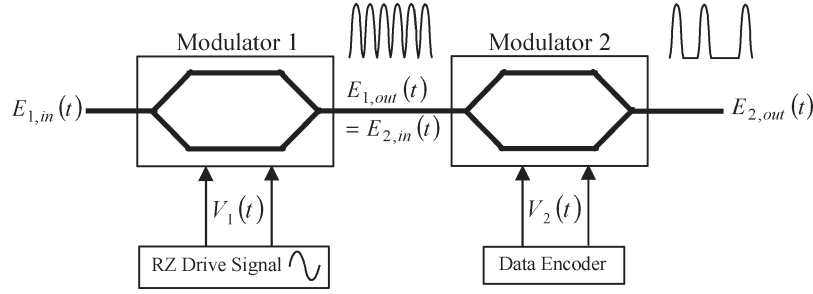 Modulator 1
Modulator 2
E1,in(t)
E1,out(t)
= E2,in(t)
E2,out(t)
V1(t)
V2(t)
RZ Drive Signal
Data Encoder